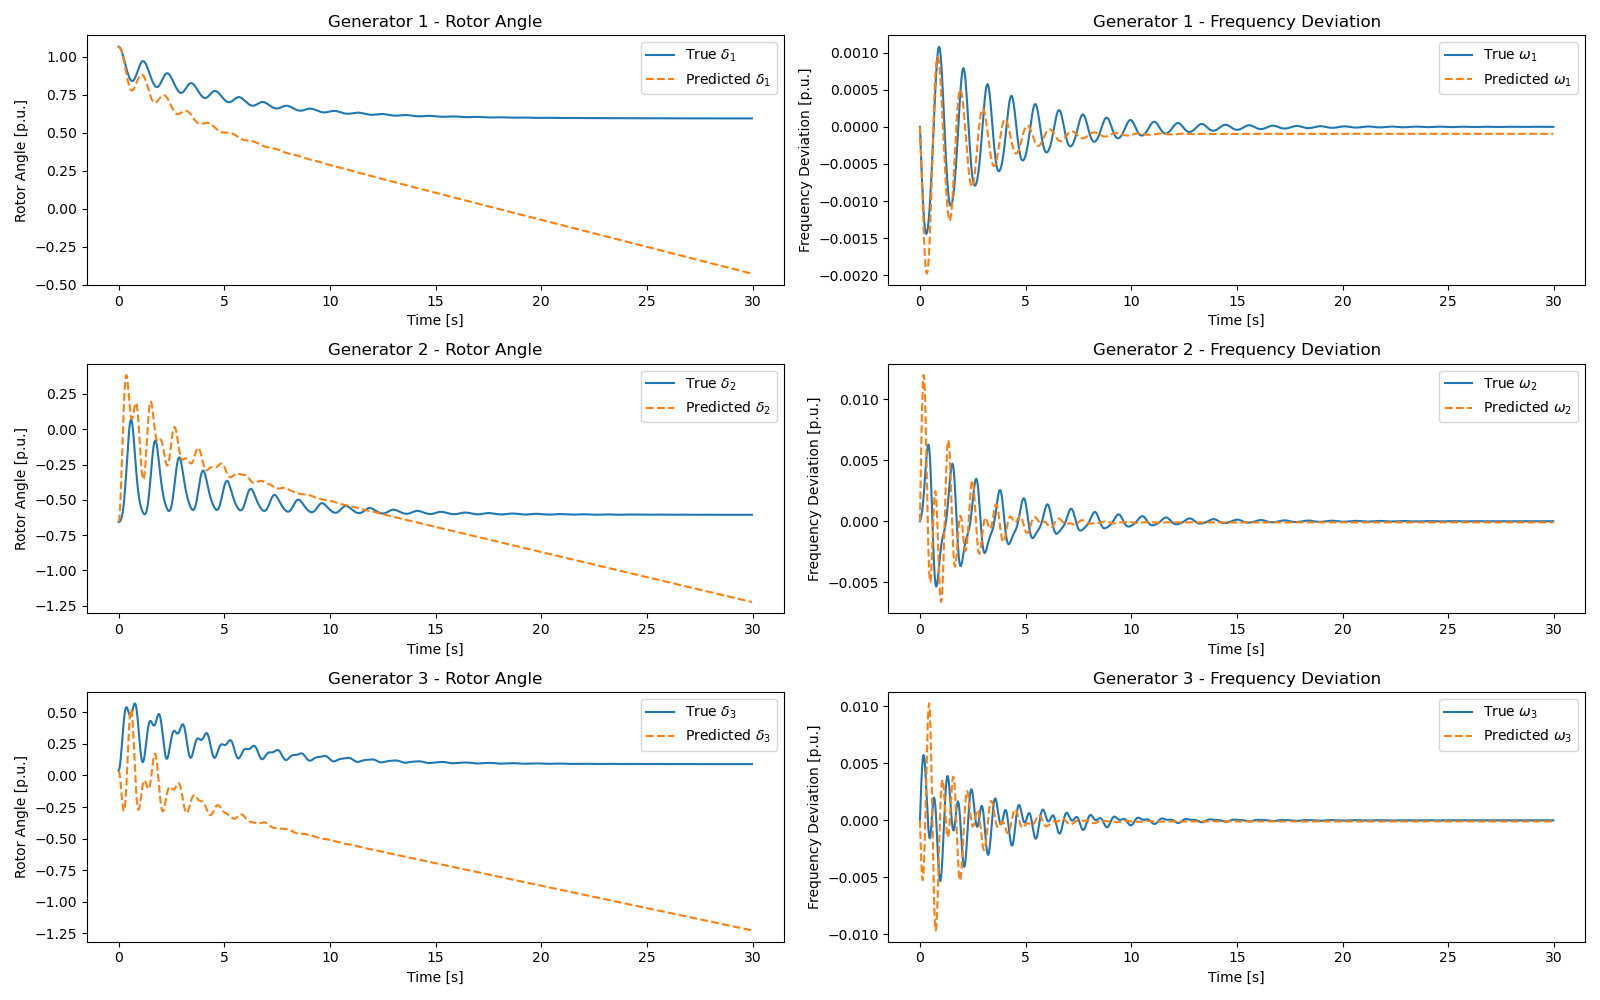 Generator 1 - Rotor Angle
Rotor Angle [p.u.]
1.00
0.75
0.50
0.25
0.00
−0.25
−0.50
True δ₁
Predicted δ₁
0 5 10 15 20 25 30
Time [s]
Generator 1 - Frequency Deviation
Frequency Deviation [p.u.]
0.0010
0.0005
0.0000
−0.0005
−0.0010
−0.0015
−0.0020
True ω₁
Predicted ω₁
0 5 10 15 20 25 30
Time [s]
Generator 2 - Rotor Angle
Rotor Angle [p.u.]
0.25
0.00
−0.25
−0.50
−0.75
−1.00
−1.25
True δ₂
Predicted δ₂
0 5 10 15 20 25 30
Time [s]
Generator 2 - Frequency Deviation
Frequency Deviation [p.u.]
0.010
0.005
0.000
−0.005
True ω₂
Predicted ω₂
0 5 10 15 20 25 30
Time [s]
Generator 3 - Rotor Angle
Rotor Angle [p.u.]
0.50
0.25
0.00
−0.25
−0.50
−0.75
−1.00
−1.25
True δ₃
Predicted δ₃
0 5 10 15 20 25 30
Time [s]
Generator 3 - Frequency Deviation
Frequency Deviation [p.u.]
0.010
0.005
0.000
−0.005
−0.010
True ω₃
Predicted ω₃
0 5 10 15 20 25 30
Time [s]